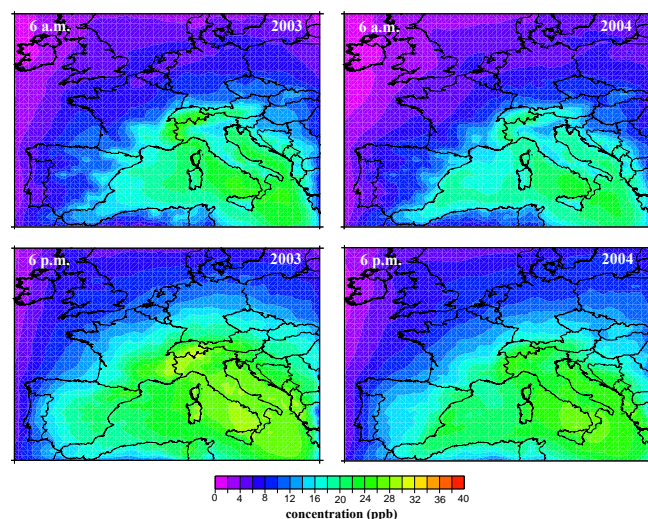 6 a.m. 2003
6 a.m. 2004
6 p.m. 2003
6 p.m. 2004
0 4 8 12 16 20 24 28 32 36 40
concentration (ppb)